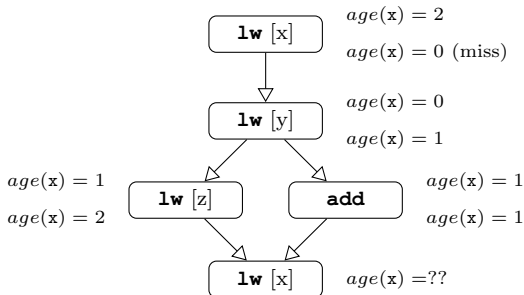 age(x) = 2
lw [x]
age(x) = 0 (miss)
age(x) = 0
lw [y]
age(x) = 1
age(x) = 1
age(x) = 1
lw [z]
add
age(x) = 2
age(x) = 1
lw [x]
age(x) =??